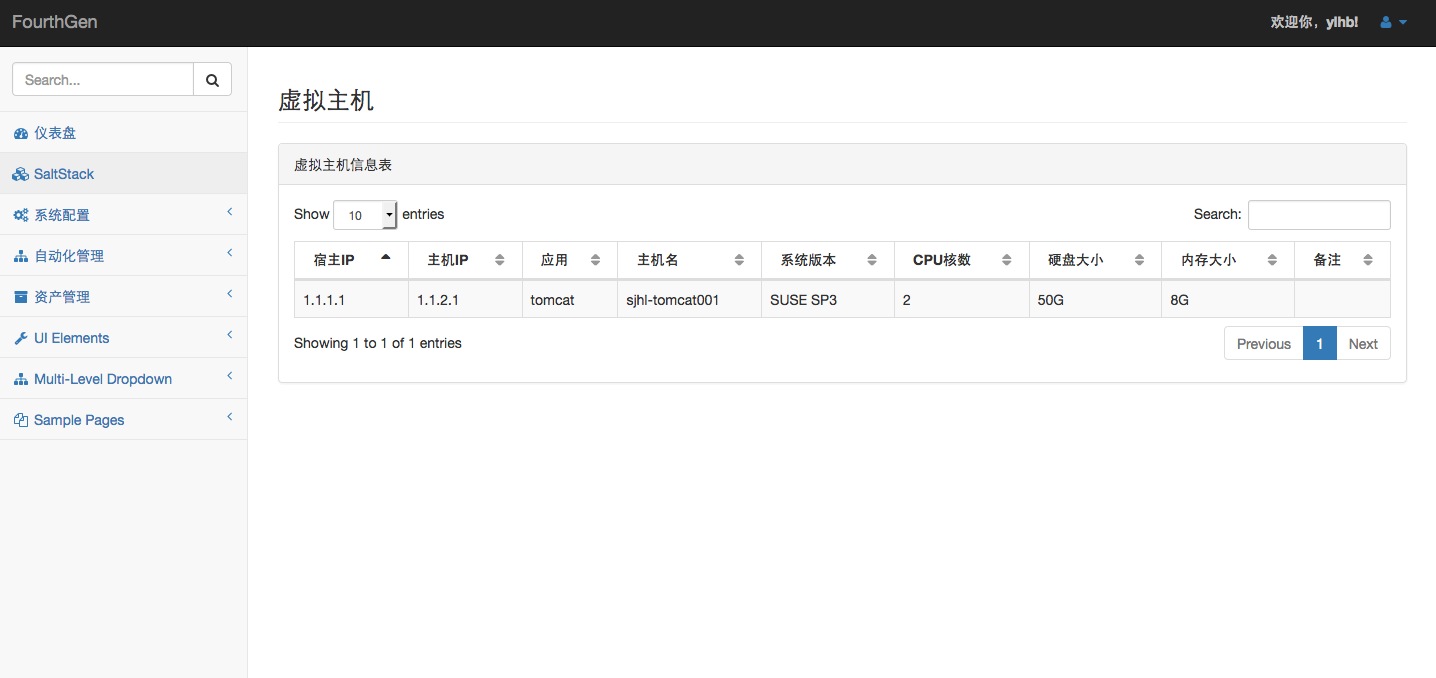 FourthGen
欢迎你，ylhb!
Search...
仪表盘
SaltStack
系统配置
自动化管理
资产管理
UI Elements
Multi-Level Dropdown
Sample Pages
虚拟主机
虚拟主机信息表
Show 10 entries
Search:
宿主IP 主机IP 应用 主机名 系统版本 CPU核数 硬盘大小 内存大小 备注
1.1.1.1 1.1.2.1 tomcat sjhl-tomcat001 SUSE SP3 2 50G 8G
Showing 1 to 1 of 1 entries
Previous 1 Next